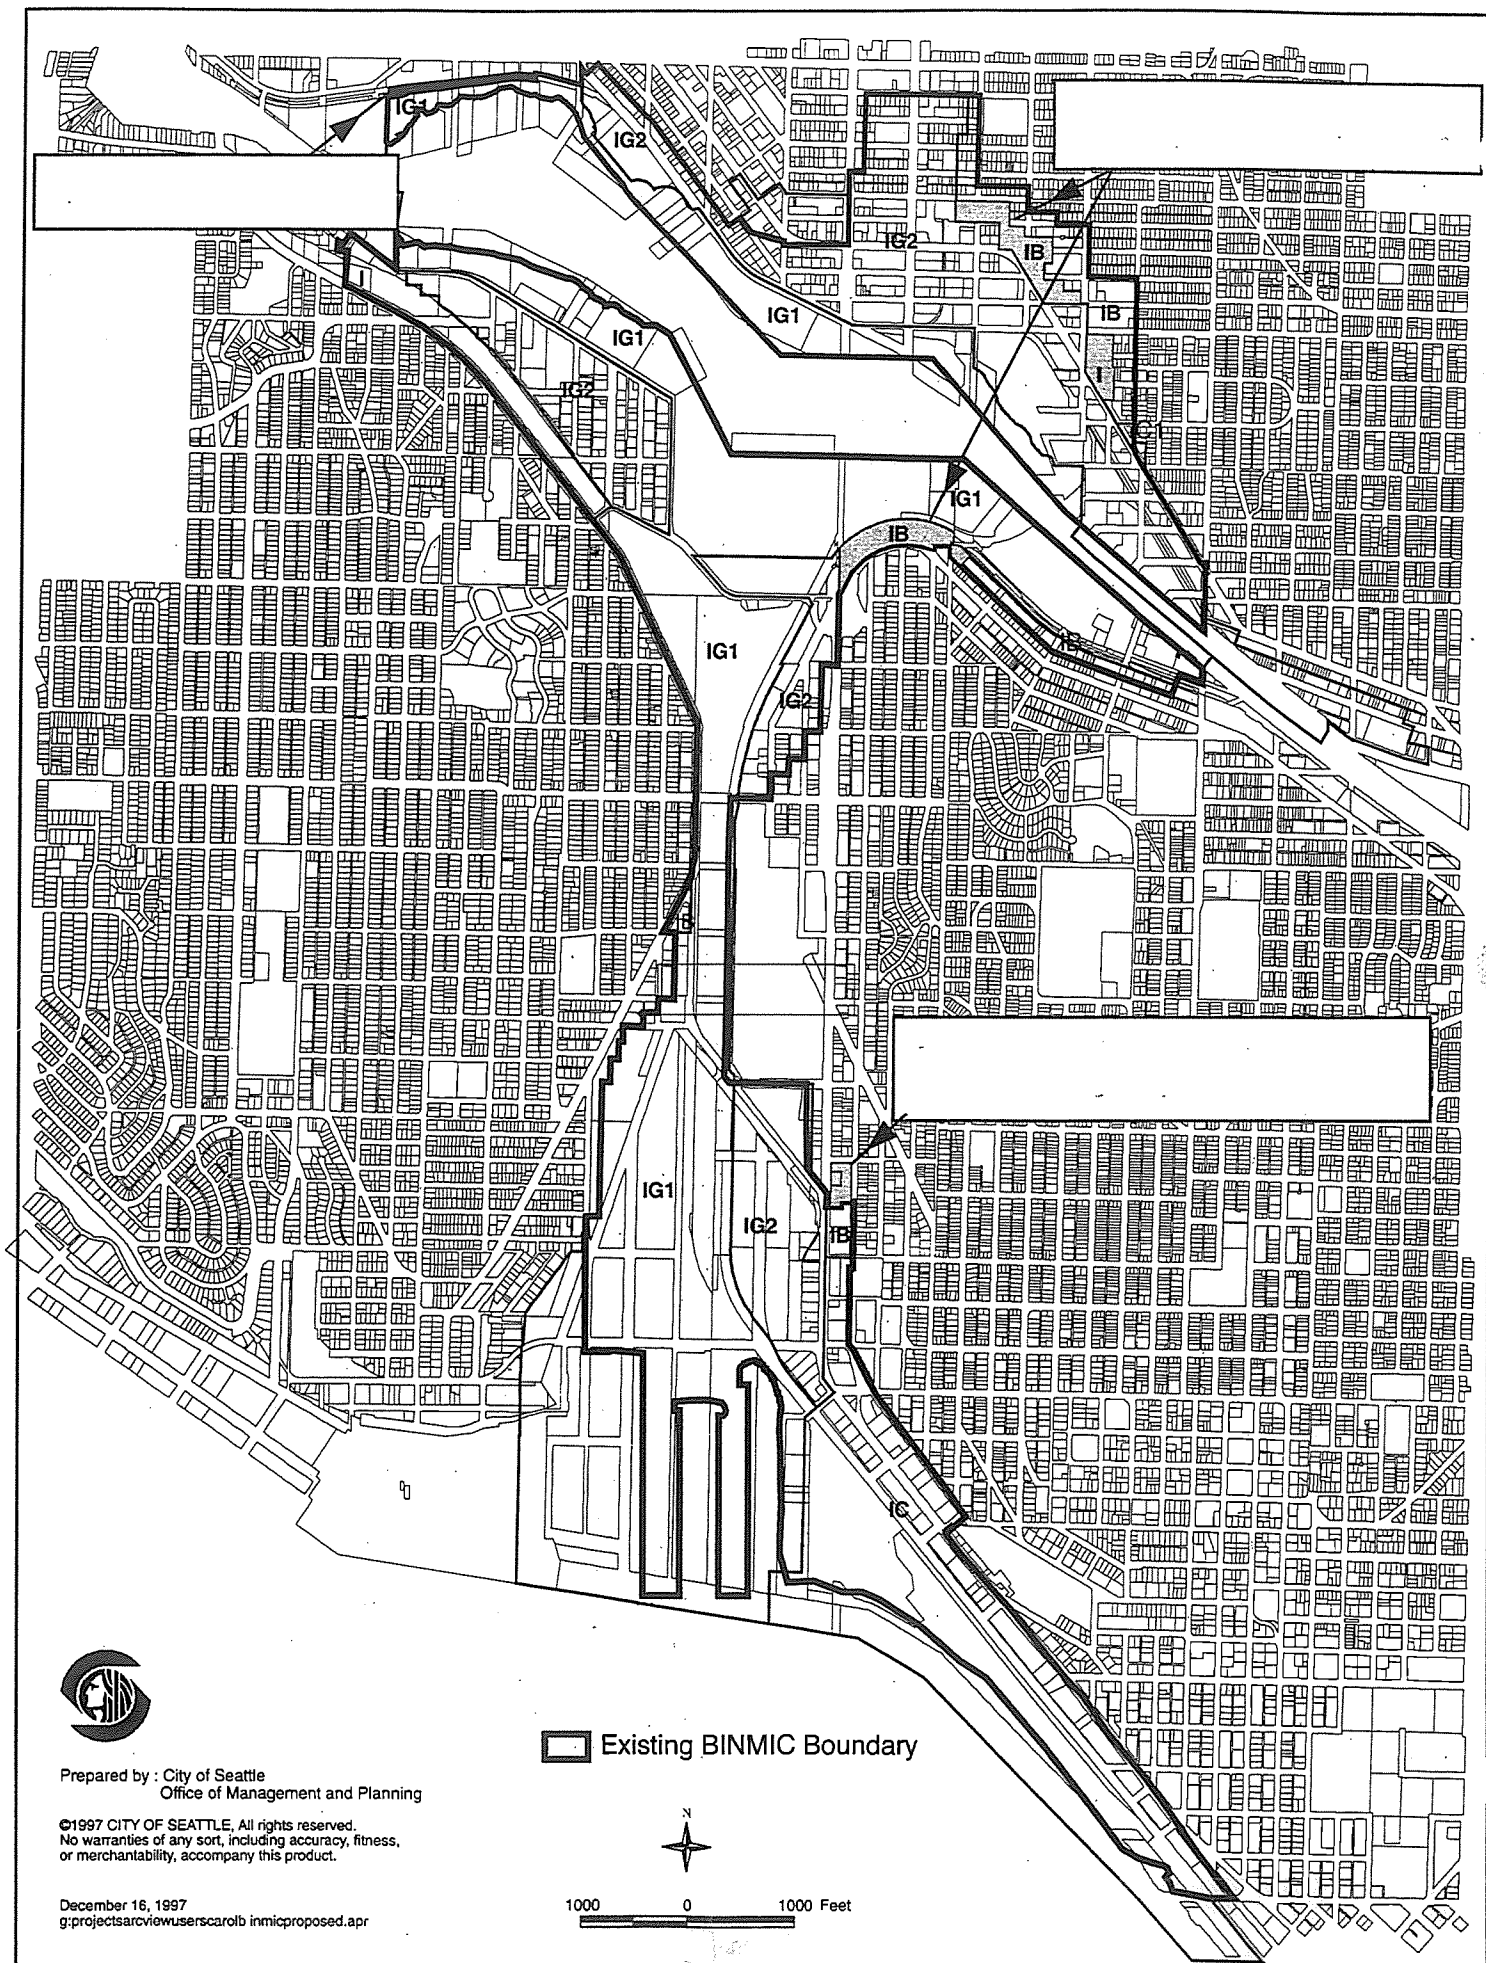 IG1
IG2
IG2
IB
I
IG1
IG1
IB
IG2
I
IG1
IG1
IB
IB
IG1
IG2
B
IG1
IG2
IB
IC
Existing BINMIC Boundary
Prepared by : City of Seattle
Office of Management and Planning
©1997 CITY OF SEATTLE, All rights reserved.
No warranties of any sort, including accuracy, fitness,
or merchantability, accompany this product.
N
December 16, 1997
1000 0 1000 Feet
g:projectsarcviewuserscarolb inmicproposed.apr